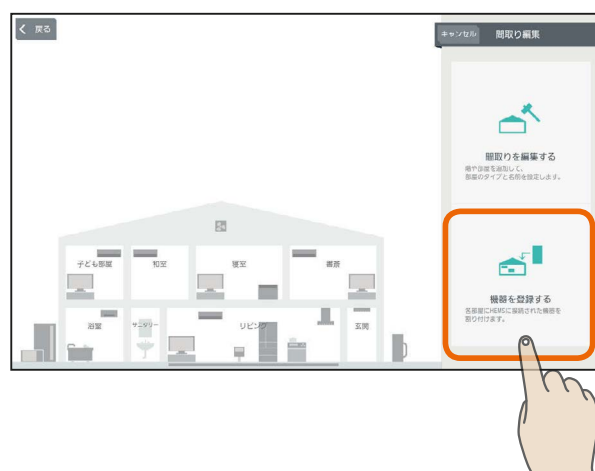 戻る
キャンセル
間取り編集
間取りを編集する
階や部屋を追加して、
部屋のタイプと名前を設定します。
子ども部屋
和室
寝室
書斎
機器を登録する
各部屋にHEMSに接続された機器を
割り付けます。
浴室
サニタリー
リビング
玄関